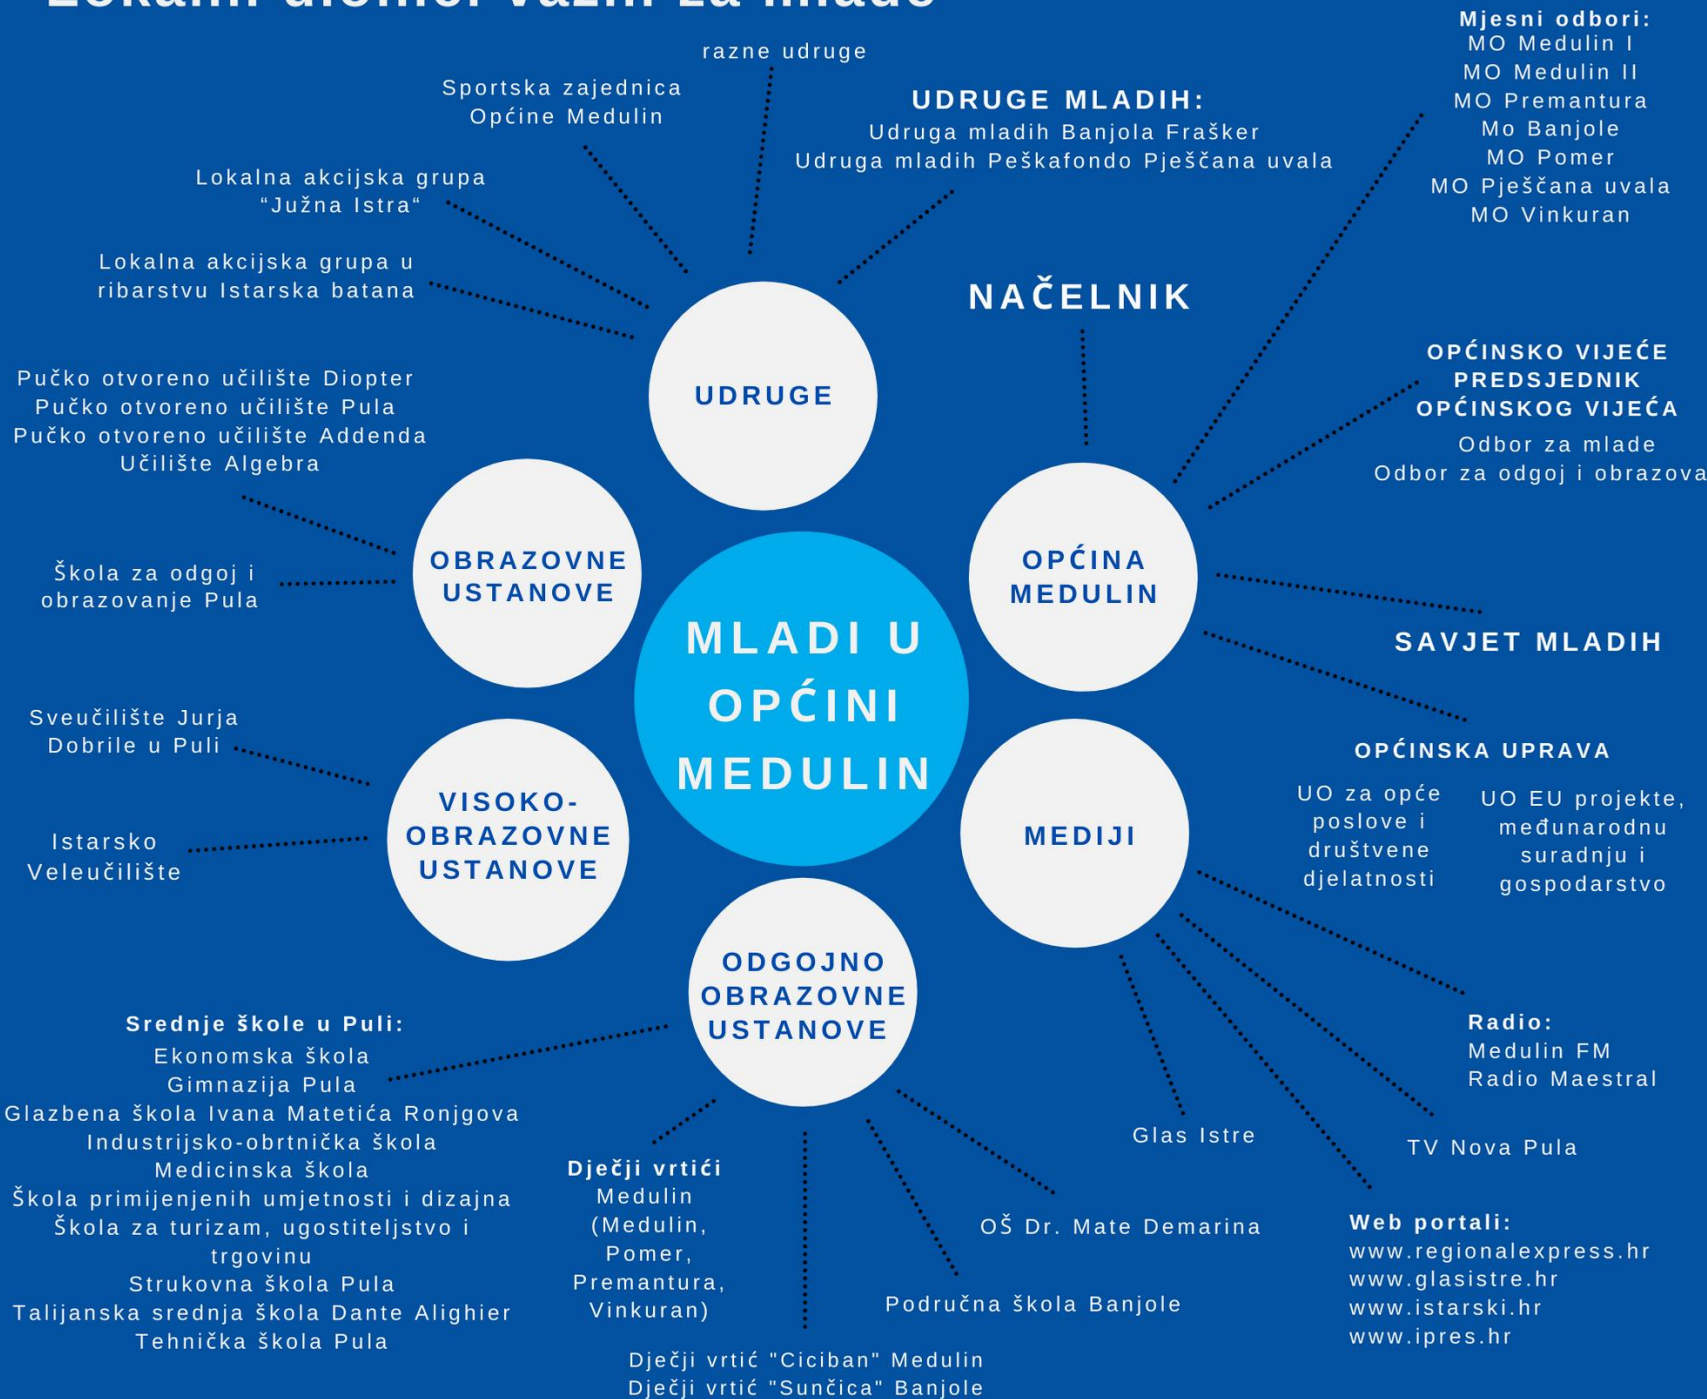 Lokalni dionici važni za mlade
razne udruge
Sportska zajednica
Općine Medulin
UDRUGE MLADIH:
Udruga mladih Banjola Frašker
Udruga mladih Peškafondo Pješčana uvala
Lokalna akcijska grupa
“Južna Istra“
Lokalna akcijska grupa u
ribarstvu Istarska batana
UDRUGE
Mjesni odbori:
MO Medulin I
MO Medulin II
MO Premantura
Mo Banjole
MO Pomer
MO Pješčana uvala
MO Vinkuran
NAČELNIK
OPĆINSKO VIJEĆE
PREDSJEDNIK
OPĆINSKOG VIJEĆA
Odbor za mlade
Odbor za odgoj i obrazova
OPĆINA
MEDULIN
SAVJET MLADIH
OPĆINSKA UPRAVA
UO za opće
poslove i
društvene
djelatnosti
UO EU projekte,
međunarodnu
suradnju i
gospodarstvo
Pučko otvoreno učilište Diopter
Pučko otvoreno učilište Pula
Pučko otvoreno učilište Addenda
Učilište Algebra
Škola za odgoj i
obrazovanje Pula
OBRAZOVNE
USTANOVE
MLADI U
OPĆINI
MEDULIN
Sveučilište Jurja
Dobrile u Puli
Istarsko
Veleučilište
VISOKO-
OBRAZOVNE
USTANOVE
MEDIJI
Radio:
Medulin FM
Radio Maestral
TV Nova Pula
Glas Istre
Web portali:
www.regionalexpress.hr
www.glasistre.hr
www.istarski.hr
www.ipres.hr
ODGOJNO
OBRAZOVNE
USTANOVE
Srednje škole u Puli:
Ekonomska škola
Gimnazija Pula
Glazbena škola Ivana Matetića Ronjgova
Industrijsko-obrtnička škola
Medicinska škola
Škola primijenjenih umjetnosti i dizajna
Škola za turizam, ugostiteljstvo i
trgovinu
Strukovna škola Pula
Talijanska srednja škola Dante Alighier
Tehnička škola Pula
Dječji vrtići
Medulin
(Medulin,
Pomer,
Premantura,
Vinkuran)
OŠ Dr. Mate Demarina
Područna škola Banjole
Dječji vrtić "Ciciban" Medulin
Dječji vrtić "Sunčica" Banjole